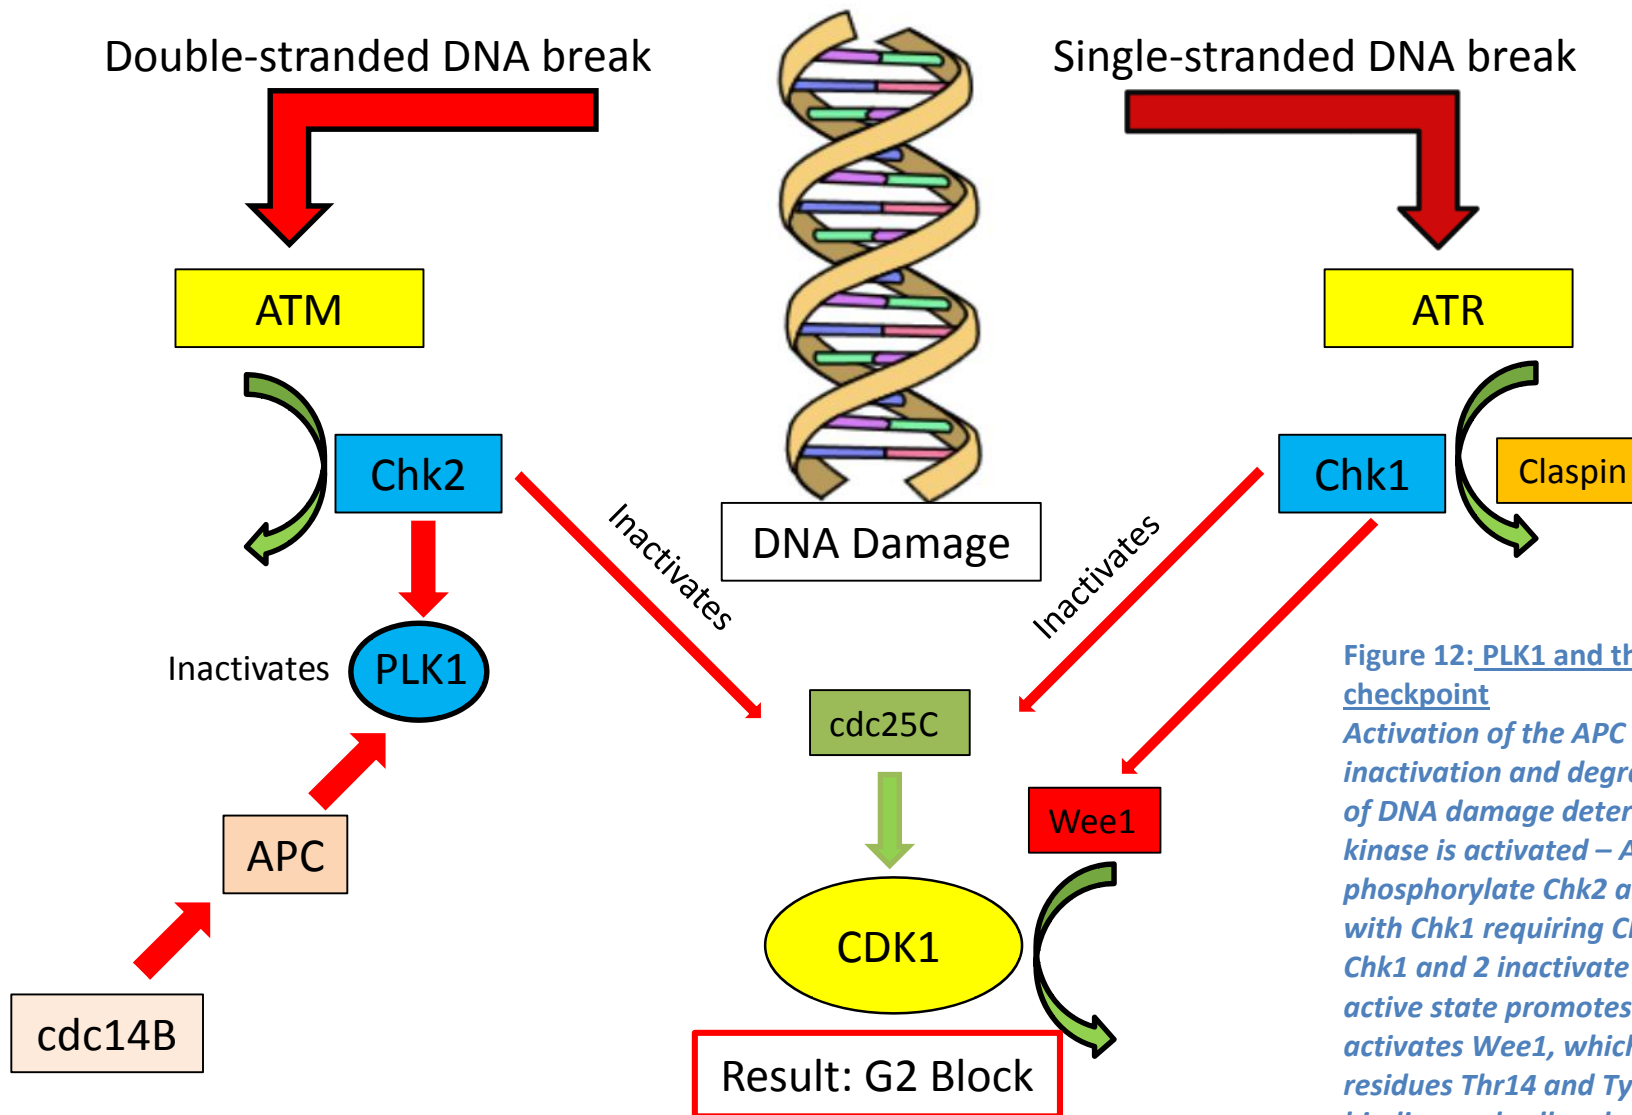 Double-stranded DNA break
Single-stranded DNA break
ATM
ATR
Chk2
Chk1
Claspin
Inactivates
DNA Damage
Inactivates
Inactivates
PLK1
cdc25C
Wee1
APC
CDK1
cdc14B
Result: G2 Block
Figure 12: PLK1 and th
checkpoint
Activation of the APC
inactivation and degra
of DNA damage deter
kinase is activated – A
phosphorylate Chk2 a
with Chk1 requiring Cl
Chk1 and 2 inactivate
active state promotes
activates Wee1, which
residues Thr14 and Ty